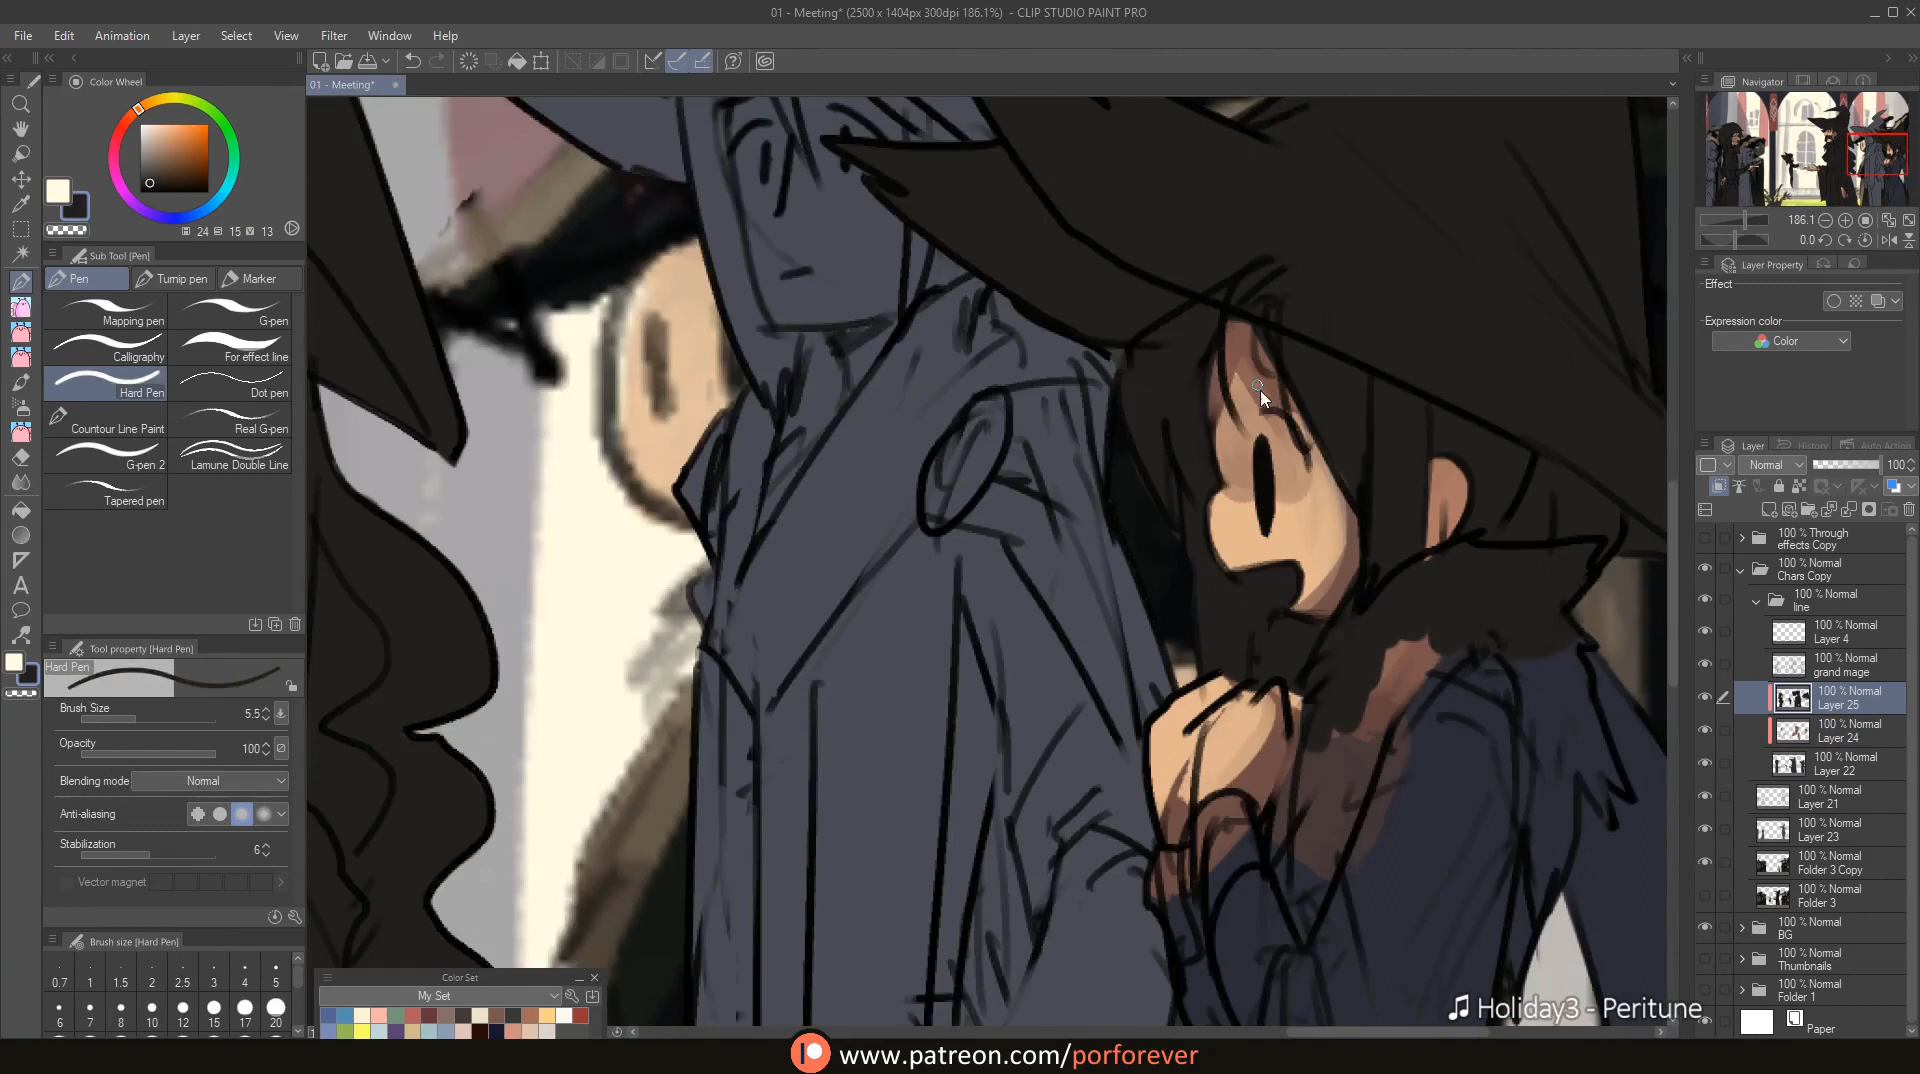 01 - Meeting* (2500 x 1404px 300dpi 186.1%) - CLIP STUDIO PAINT PRO
File Edit Animation Layer Select View Filter Window Help
Color Wheel
01 - Meeting*
Navigator
24 15 13
186.1
0.0
Sub Tool [Pen]
Pen Turnip pen Marker
Mapping pen G-pen
Calligraphy For effect line
Hard Pen Dot pen
Countour Line Paint Real G-pen
G-pen 2 Lamune Double Line
Tapered pen
Tool property [Hard Pen]
Hard Pen
Brush Size 5.5
Opacity 100
Blending mode Normal
Anti-aliasing
Stabilization 6
Vector magnet
Brush size [Hard Pen]
0.7 1 1.5 2 2.5 3 4 5
6 7 8 10 12 15 17 20
Color Set
My Set
Layer Property
Effect
Expression color
Color
Layer History Auto Action
Normal 100
100 % Through
effects Copy
100 % Normal
Chars Copy
100 % Normal
line
100 % Normal
Layer 4
100 % Normal
grand mage
100 % Normal
Layer 25
100 % Normal
Layer 24
100 % Normal
Layer 22
100 % Normal
Layer 21
100 % Normal
Layer 23
100 % Normal
Folder 3 Copy
100 % Normal
Folder 3
100 % Normal
BG
100 % Normal
Thumbnails
100 % Normal
Folder 1
Paper
Holiday3 - Peritune
www.patreon.com/porforever